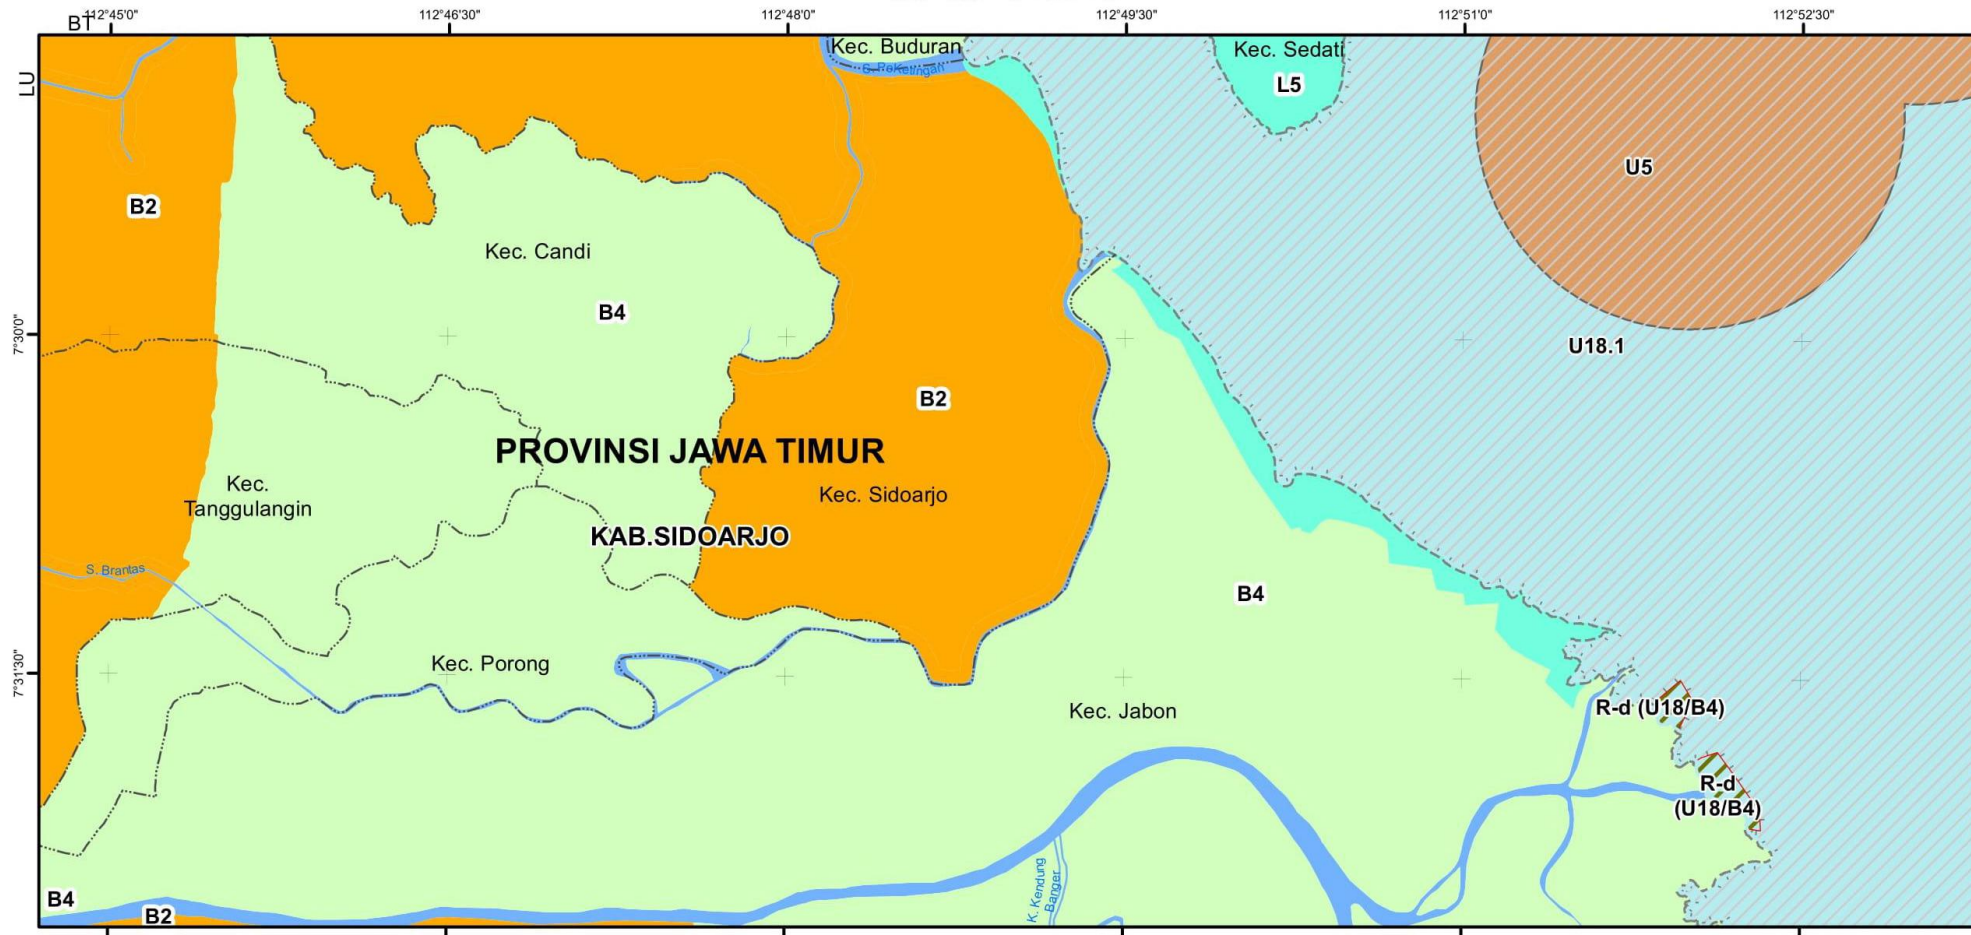 112°45'0"
112°46'30"
112°48'0"
112°49'30"
112°51'0"
112°52'30"
BT
LU
Kec. Buduran
Kec. Sedati
S. PeKetingan
L5
U5
B2
Kec. Candi
B4
7°30'0"
U18.1
B2
PROVINSI JAWA TIMUR
Kec.
Tanggulangin
Kec. Sidoarjo
KAB.SIDOARJO
S. Brantas
B4
Kec. Porong
7°31'30"
Kec. Jabon
R-d (U18/B4)
R-d
(U18/B4)
K. Kendung
Banger
B4
B2